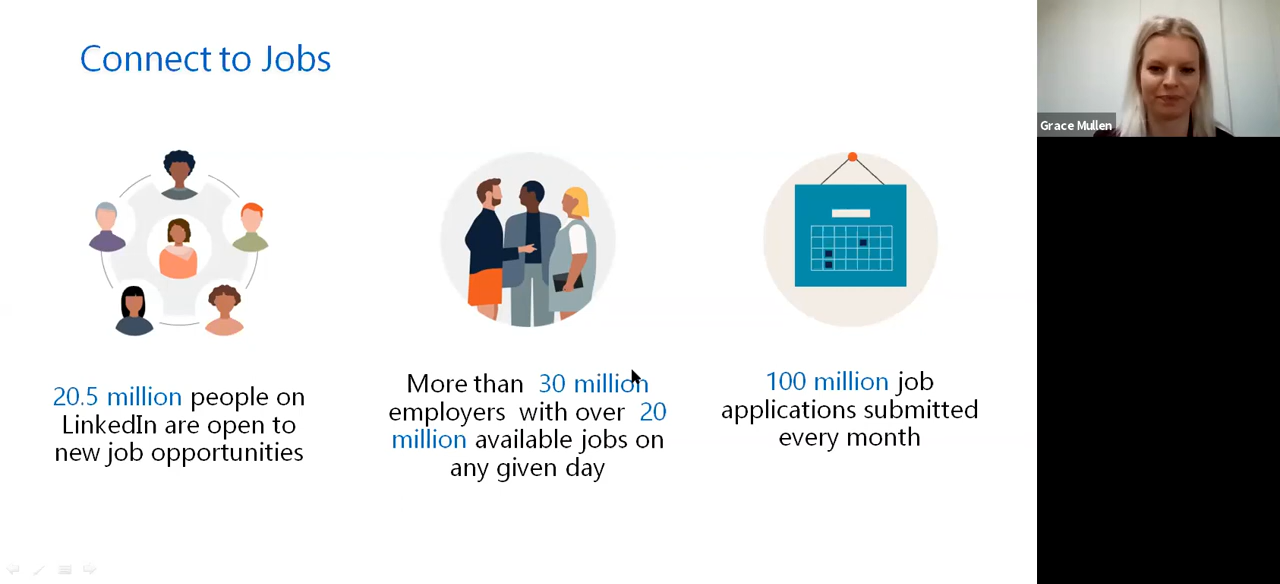 Connect to Jobs
Grace Mullen
20.5 million people on
LinkedIn are open to
new job opportunities
More than 30 million
employers with over 20
million available jobs on
any given day
100 million job
applications submitted
every month